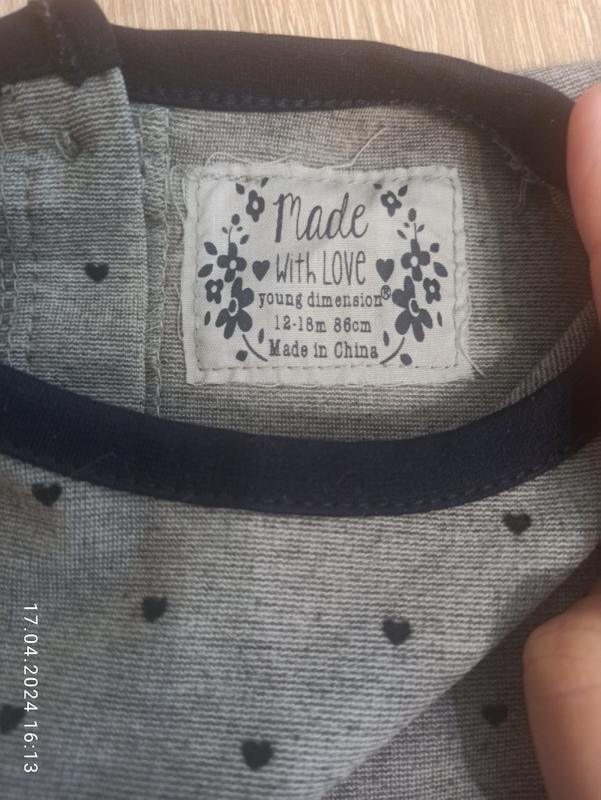 Made
with LOVE
young dimension®
12-18m 86cm
Made in China
17.04.2024 16:13